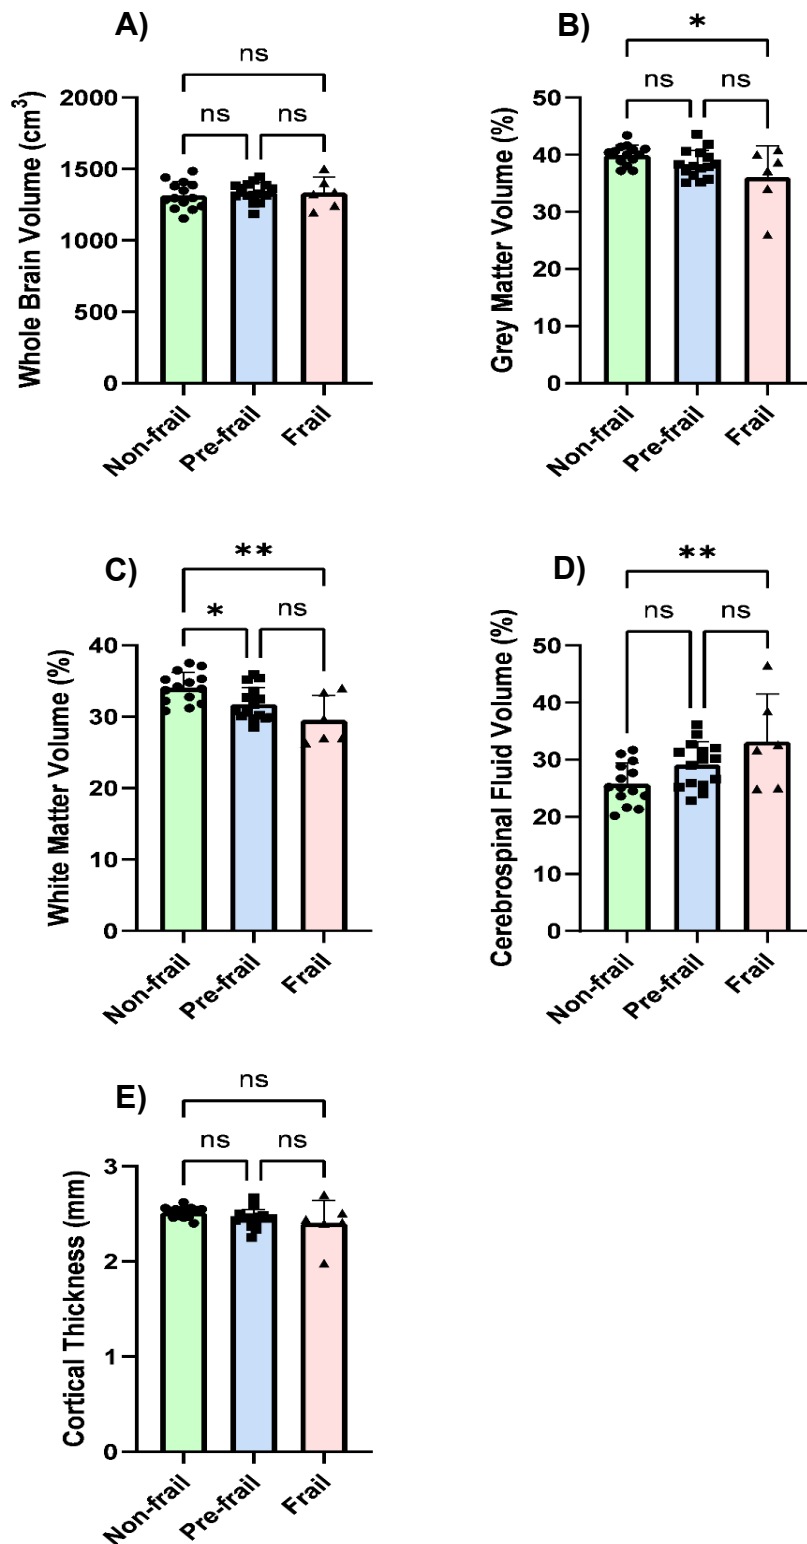 A)
ns
ns
ns
Whole Brain Volume (cm³)
2000
1500
1000
500
0
Non-frail
Pre-frail
Frail
B)
*
ns
ns
Grey Matter Volume (%)
50
40
30
20
10
0
Non-frail
Pre-frail
Frail
C)
**
*
ns
White Matter Volume (%)
40
30
20
10
0
Non-frail
Pre-frail
Frail
D)
**
ns
ns
Cerebrospinal Fluid Volume (%)
50
40
30
20
10
0
Non-frail
Pre-frail
Frail
E)
ns
ns
ns
Cortical Thickness (mm)
3
2
1
0
Non-frail
Pre-frail
Frail